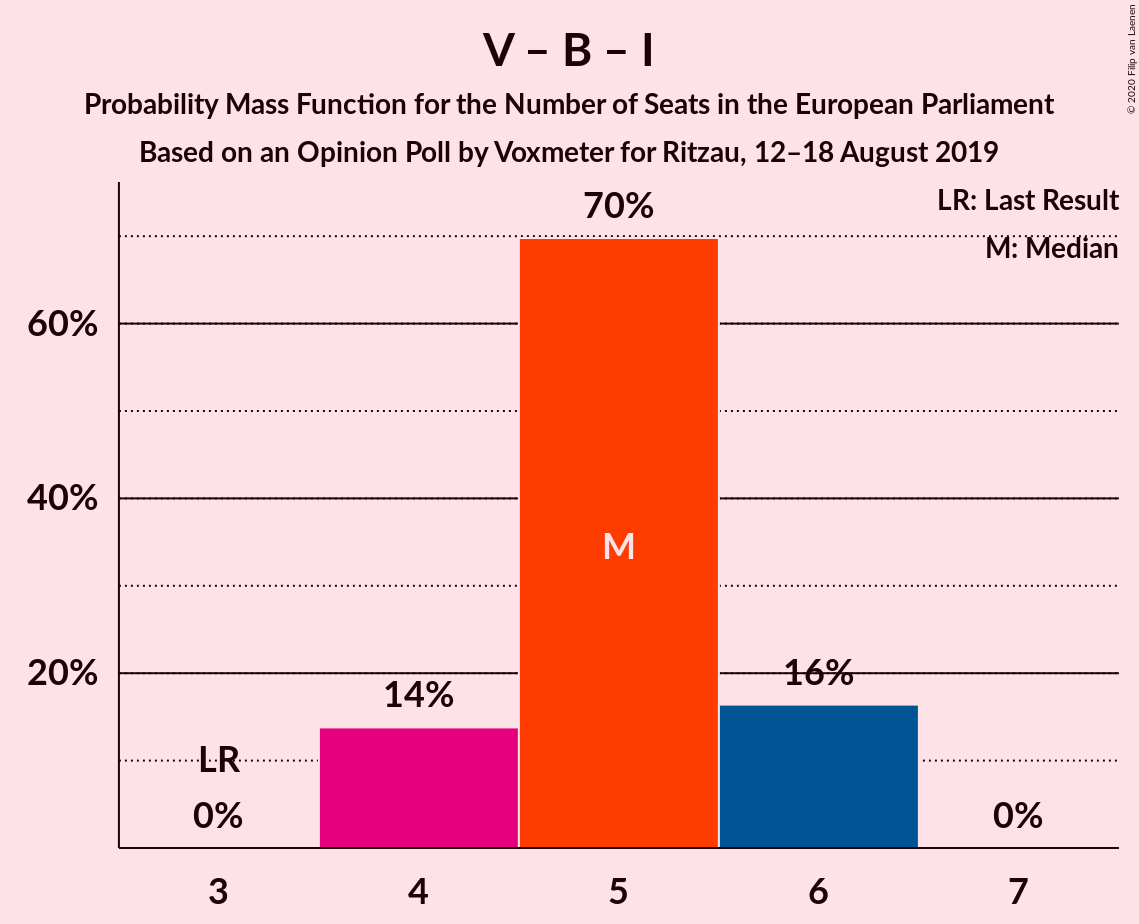 V – B – I
Probability Mass Function for the Number of Seats in the European Parliament
Based on an Opinion Poll by Voxmeter for Ritzau, 12–18 August 2019
© 2020 Filip van Laenen
LR: Last Result
M: Median
70%
60%
40%
20%
M
16%
14%
LR
0%
0%
3 4 5 6 7